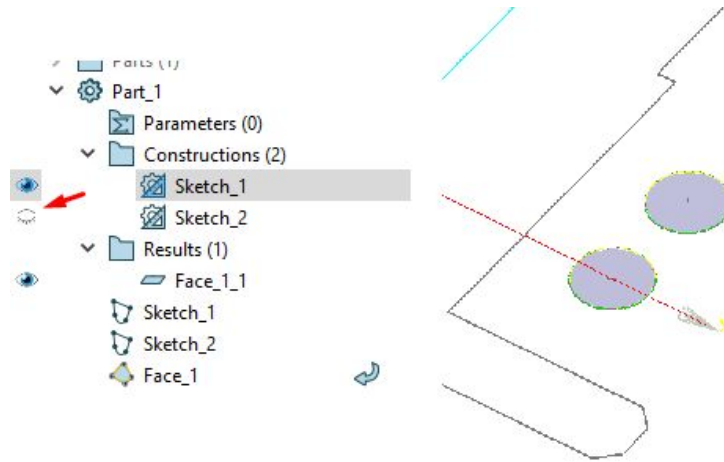 Parts (1)
Part_1
Parameters (0)
Constructions (2)
Sketch_1
Sketch_2
Results (1)
Face_1_1
Sketch_1
Sketch_2
Face_1